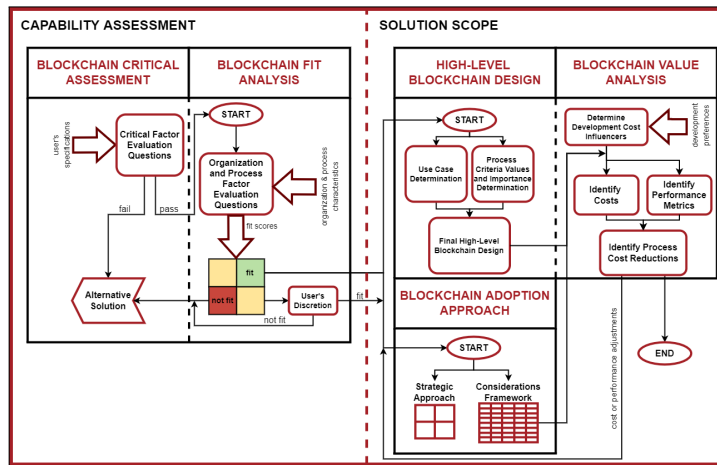 CAPABILITY ASSESSMENT
SOLUTION SCOPE
BLOCKCHAIN CRITICAL
ASSESSMENT
BLOCKCHAIN FIT
ANALYSIS
HIGH-LEVEL
BLOCKCHAIN DESIGN
BLOCKCHAIN VALUE
ANALYSIS
user's
specifications
Critical Factor
Evaluation
Questions
fail
pass
Alternative
Solution
START
Organization
and Process
Factor
Evaluation
Questions
organization & process
characteristics
fit scores
fit
not fit
User's
Discretion
fit
not fit
START
Use Case
Determination
Process
Criteria Values
and Importance
Determination
Final High-Level
Blockchain Design
Determine
Development Cost
Influencers
development
preferences
Identify
Costs
Identify
Performance
Metrics
Identify Process
Cost Reductions
END
cost or performance adjustments
BLOCKCHAIN ADOPTION
APPROACH
START
Strategic
Approach
Considerations
Framework